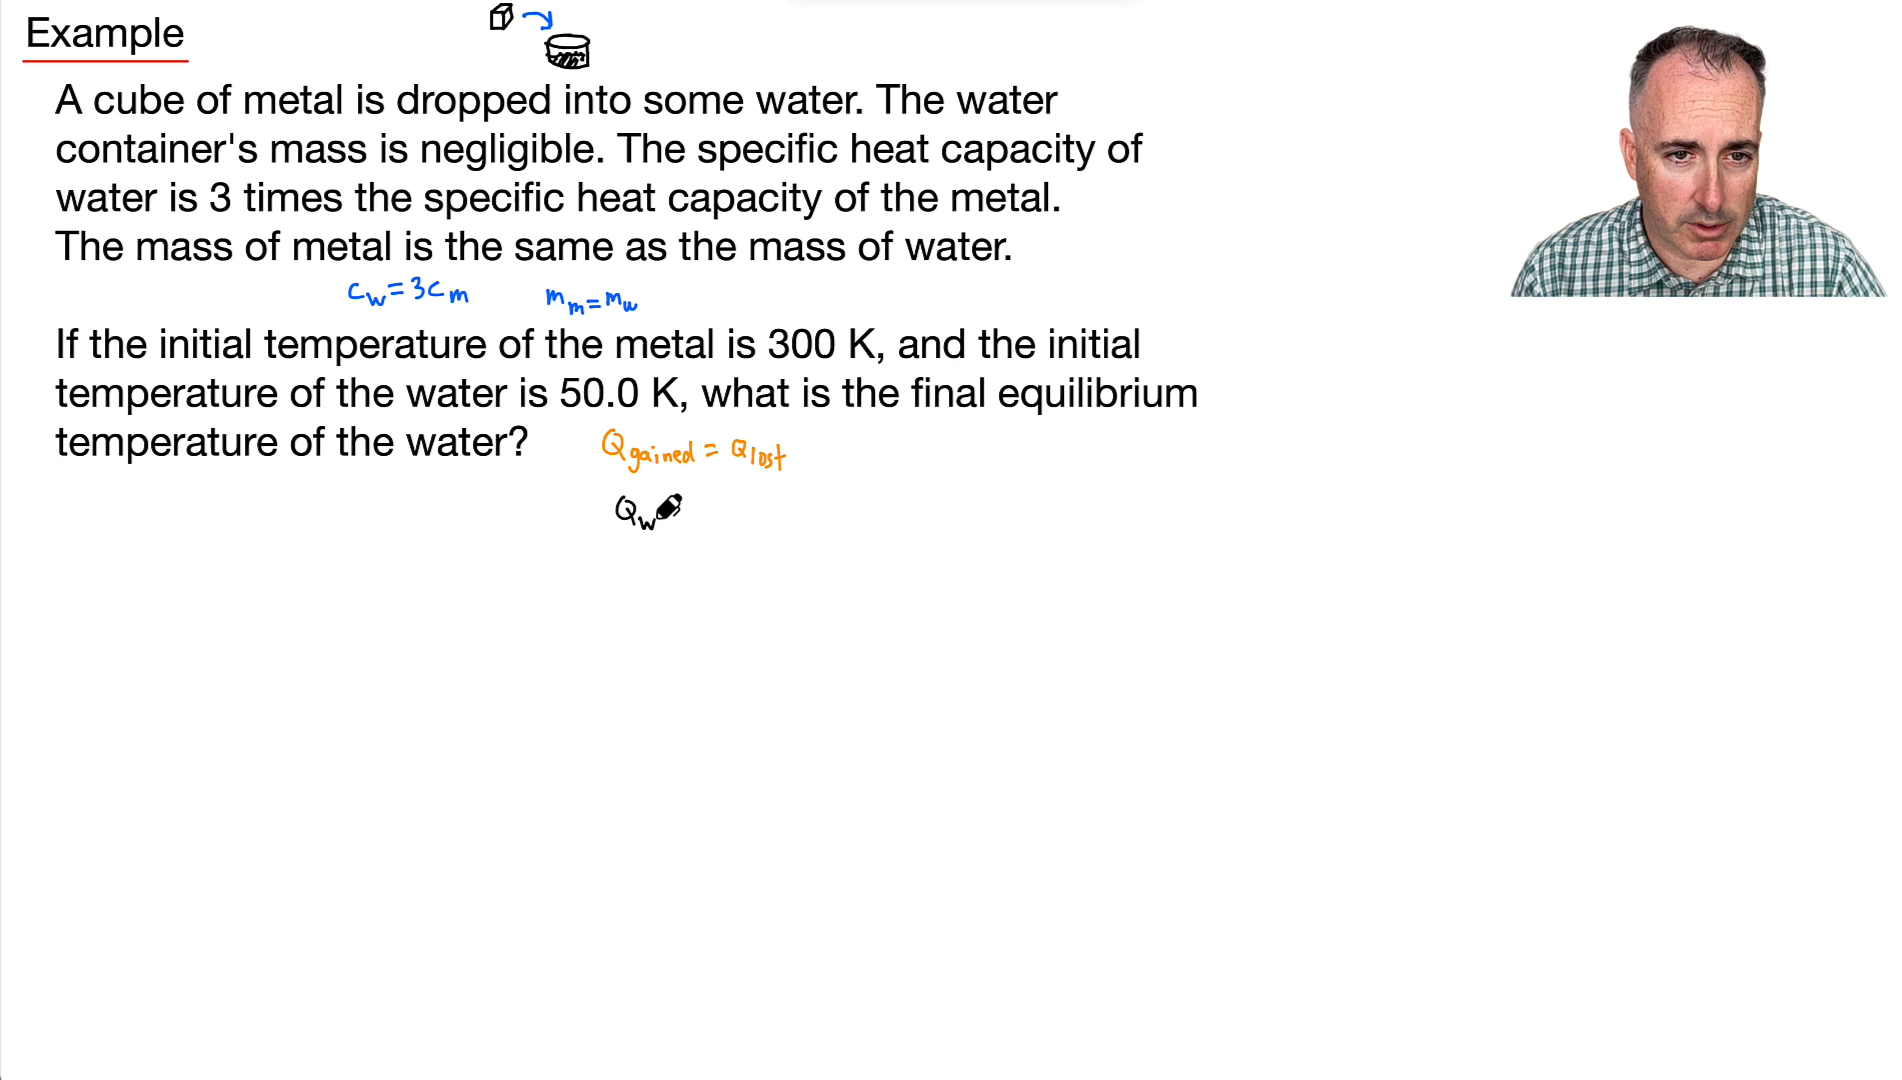 Example
A cube of metal is dropped into some water. The water
container's mass is negligible. The specific heat capacity of
water is 3 times the specific heat capacity of the metal.
The mass of metal is the same as the mass of water.
c_w = 3c_m    m_m = m_w
If the initial temperature of the metal is 300 K, and the initial
temperature of the water is 50.0 K, what is the final equilibrium
temperature of the water?
Q_gained = Q_lost
Q_w